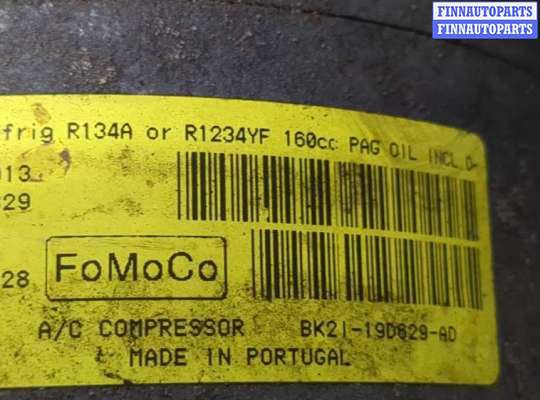 FINNAUTOPARTS
FINNAUTOPARTS
frig R134A or R1234YF 160cc PAG OIL INCL
013
29
28
FoMoCo
A/C COMPRESSOR BK21-19D629-AD
MADE IN PORTUGAL